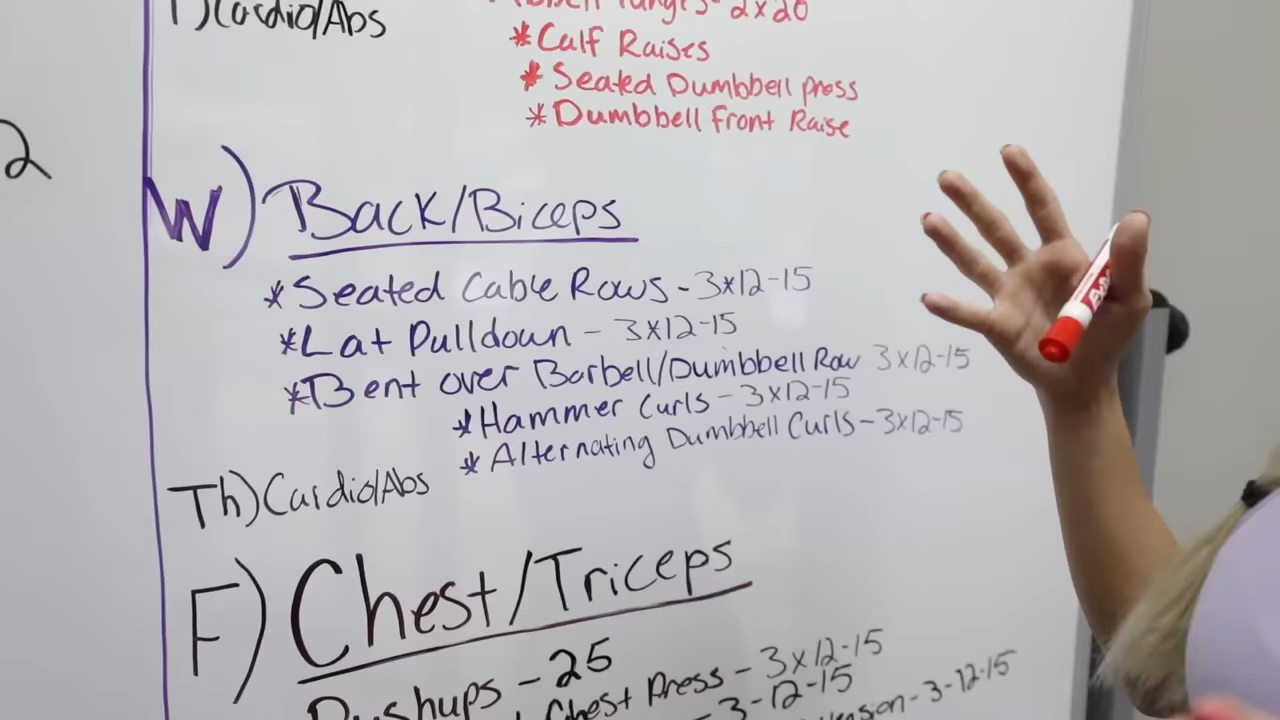 T) Cardio/Abs
- 2x20
* Calf Raises
* Seated Dumbbell press
* Dumbbell Front Raise
2
W) Back/Biceps
* Seated Cable Rows - 3x12-15
* Lat Pulldown - 3x12-15
* Bent over Barbell/Dumbbell Row 3x12-15
* Hammer Curls - 3x12-15
* Alternating Dumbbell Curls - 3x12-15
Th) Cardio/Abs
F) Chest/Triceps
Pushups - 25
Chest Press - 3x12-15
- 3-12-15
- 3-12-15